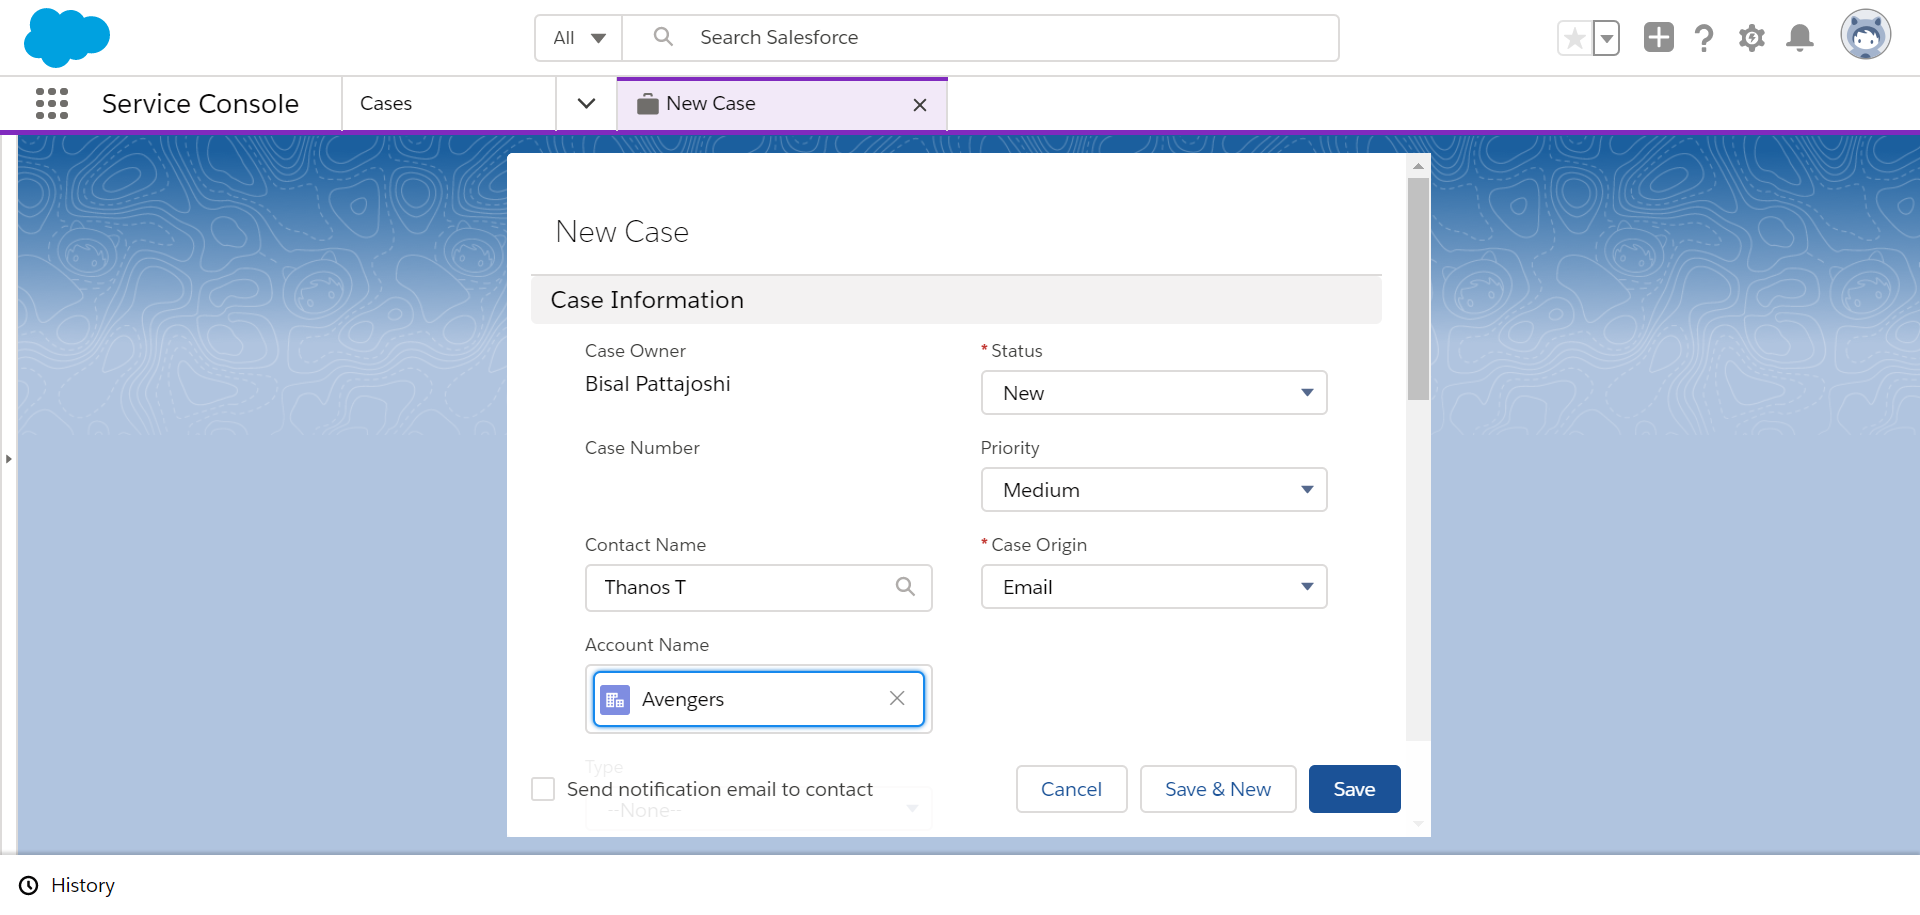 All
Search Salesforce
Service Console
Cases
New Case
New Case
Case Information
Case Owner
Bisal Pattajoshi
* Status
New
Case Number
Priority
Medium
Contact Name
Thanos T
* Case Origin
Email
Account Name
Avengers
Type
--None--
Send notification email to contact
Cancel
Save & New
Save
History